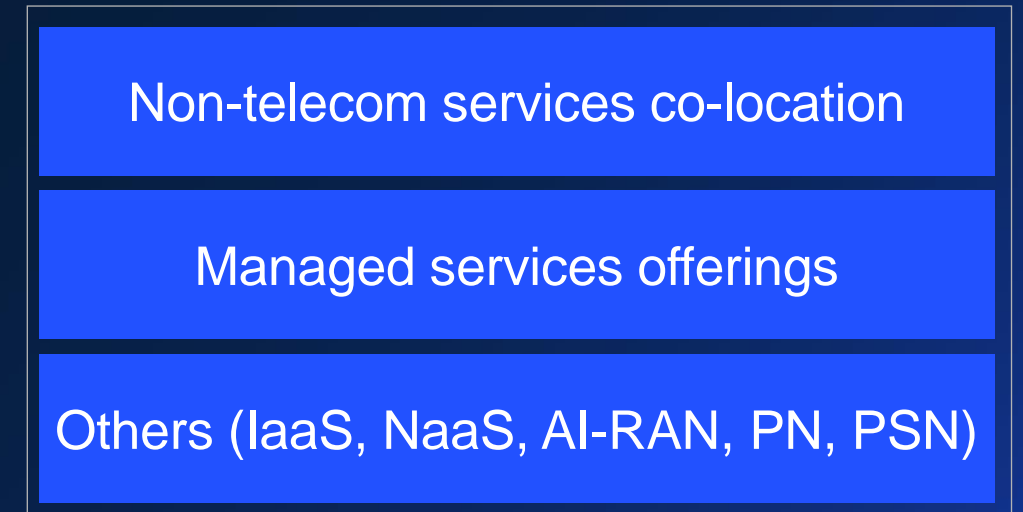 Non-telecom services co-location
Managed services offerings
Others (IaaS, NaaS, AI-RAN, PN, PSN)